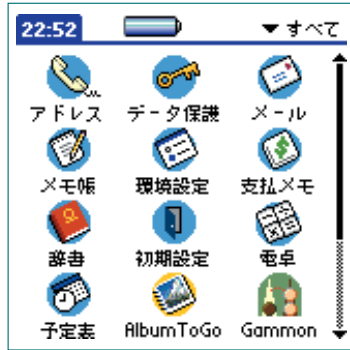 22:52 ▼ すべて
アドレス データ保護 メール
メモ帳 環境設定 支払メモ
辞書 初期設定 電卓
予定表 AlbumToGo Gammon